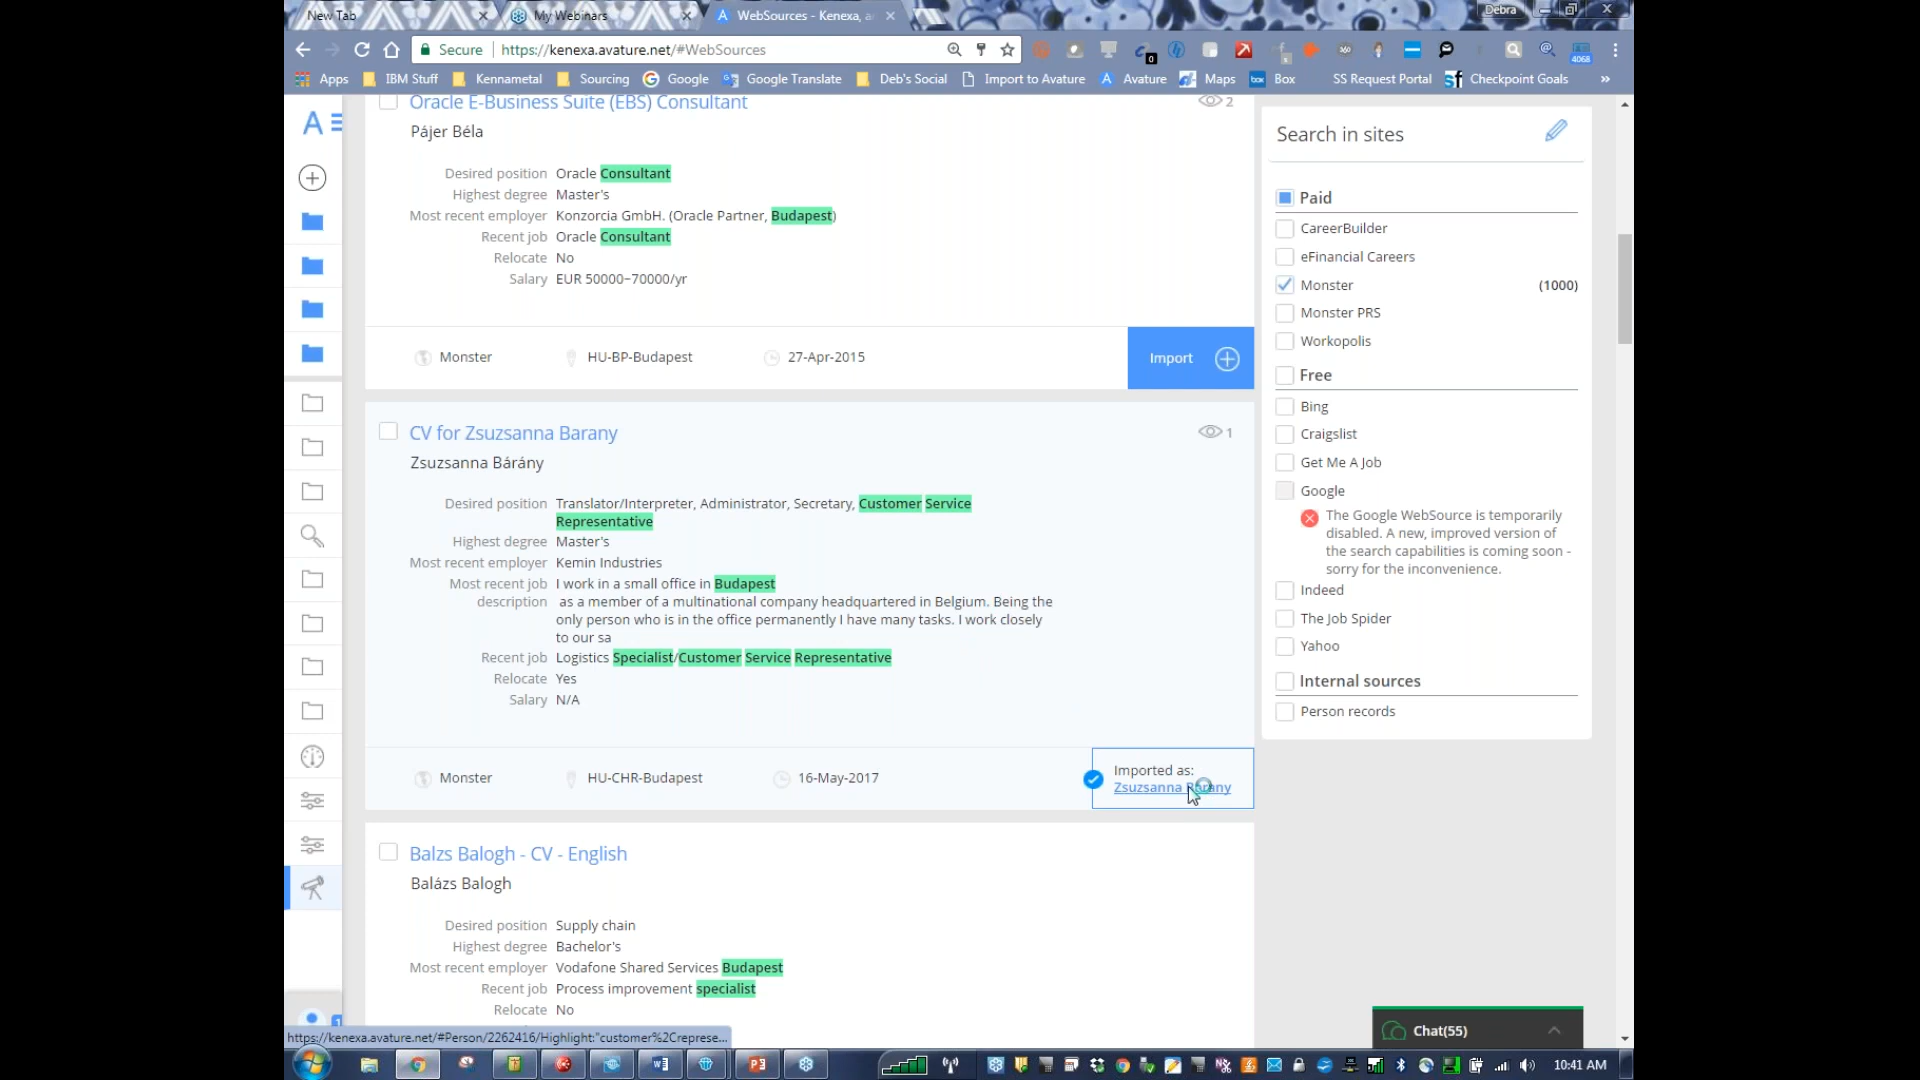 New Tab
My Webinars
WebSources - Kenexa, a
Debra
Secure
https://kenexa.avature.net/#WebSources
0
4068
Apps
IBM Stuff
Kennametal
Sourcing
Google
Google Translate
Deb's Social
Import to Avature
Avature
Maps
Box
SS Request Portal
Checkpoint Goals
»
Oracle E-Business Suite (EBS) Consultant
2
Pájer Béla
Desired position Oracle Consultant
Highest degree Master's
Most recent employer Konzorcia GmbH. (Oracle Partner, Budapest)
Recent job Oracle Consultant
Relocate No
Salary EUR 50000–70000/yr
Monster
HU-BP-Budapest
27-Apr-2015
Import
CV for Zsuzsanna Barany
1
Zsuzsanna Bárány
Desired position Translator/Interpreter, Administrator, Secretary, Customer Service
Representative
Highest degree Master's
Most recent employer Kemin Industries
Most recent job I work in a small office in Budapest
description as a member of a multinational company headquartered in Belgium. Being the
only person who is in the office permanently I have many tasks. I work closely
to our sa
Recent job Logistics Specialist/Customer Service Representative
Relocate Yes
Salary N/A
Monster
HU-CHR-Budapest
16-May-2017
Imported as:
Zsuzsanna Barany
Balzs Balogh - CV - English
Balázs Balogh
Desired position Supply chain
Highest degree Bachelor's
Most recent employer Vodafone Shared Services Budapest
Recent job Process improvement specialist
Relocate No
Search in sites
Paid
CareerBuilder
eFinancial Careers
Monster (1000)
Monster PRS
Workopolis
Free
Bing
Craigslist
Get Me A Job
Google
The Google WebSource is temporarily
disabled. A new, improved version of
the search capabilities is coming soon -
sorry for the inconvenience.
Indeed
The Job Spider
Yahoo
Internal sources
Person records
Chat(55)
https://kenexa.avature.net/#Person/2262416/Highlight:"customer%2Creprese...
10:41 AM